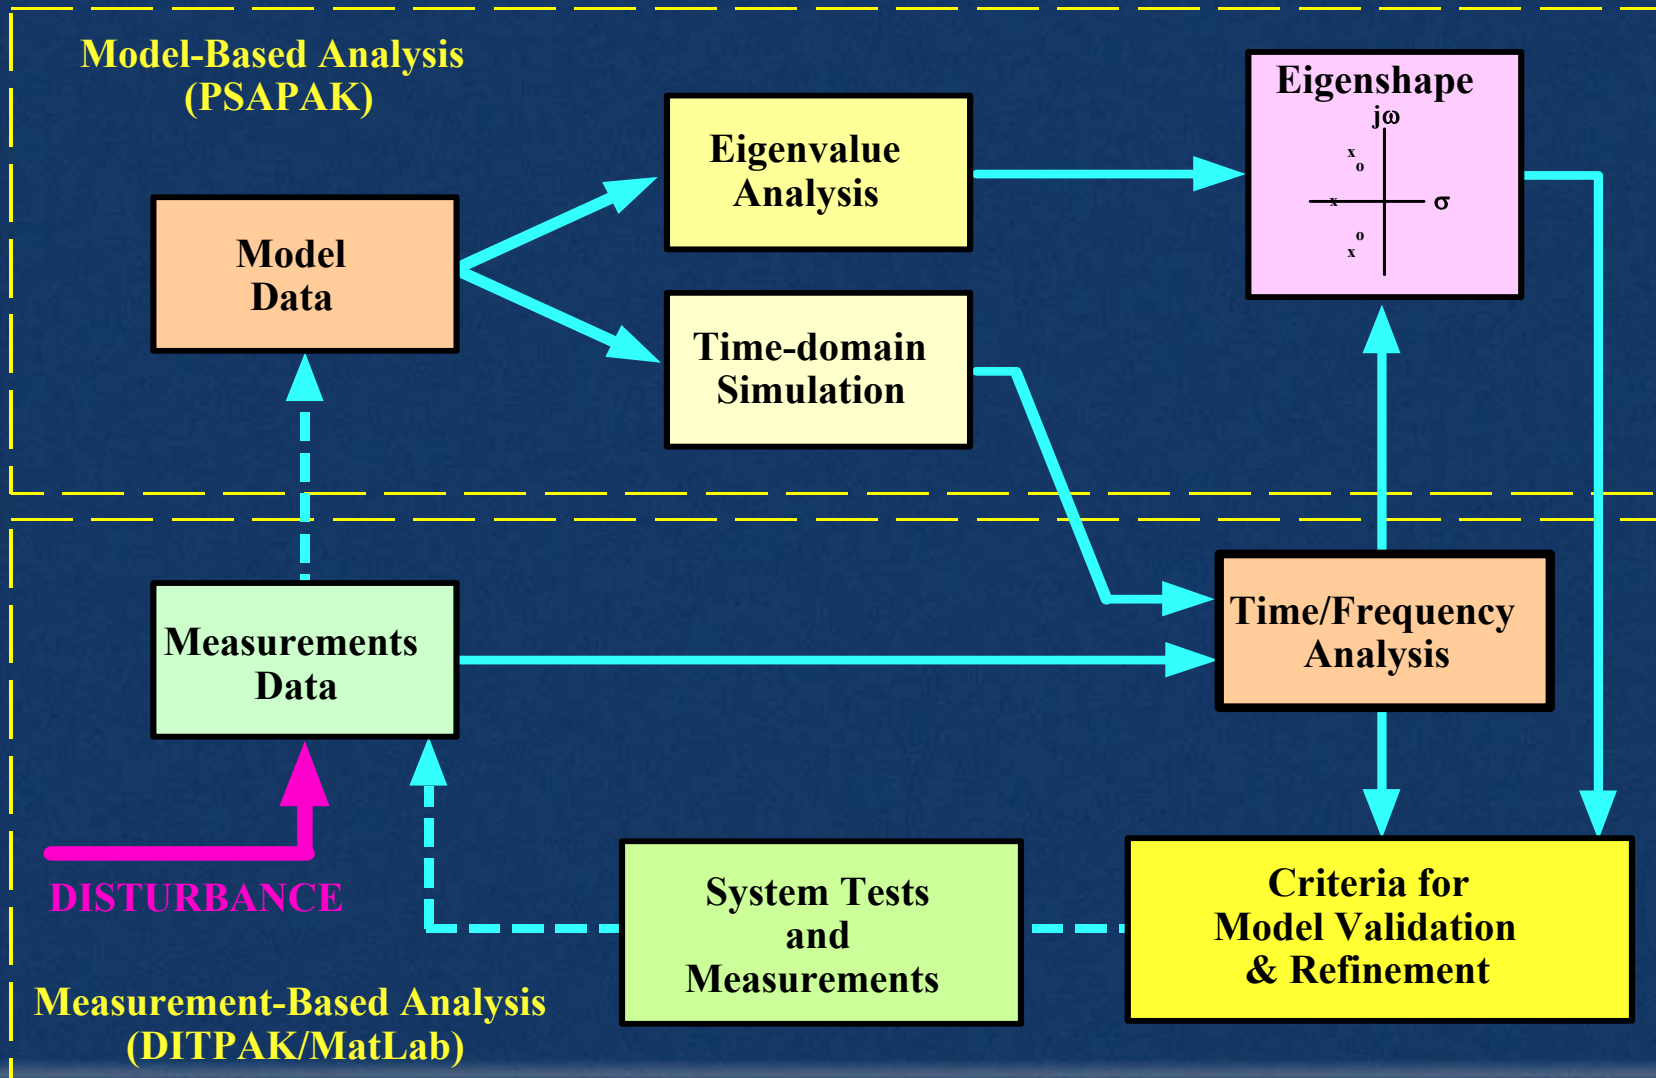 Model-Based Analysis
(PSAPAK)
Eigenvalue
Analysis
Eigenshape
jω
x
o
x
σ
o
x
Model
Data
Time-domain
Simulation
Measurements
Data
Time/Frequency
Analysis
DISTURBANCE
System Tests
and
Measurements
Criteria for
Model Validation
& Refinement
Measurement-Based Analysis
(DITPAK/MatLab)